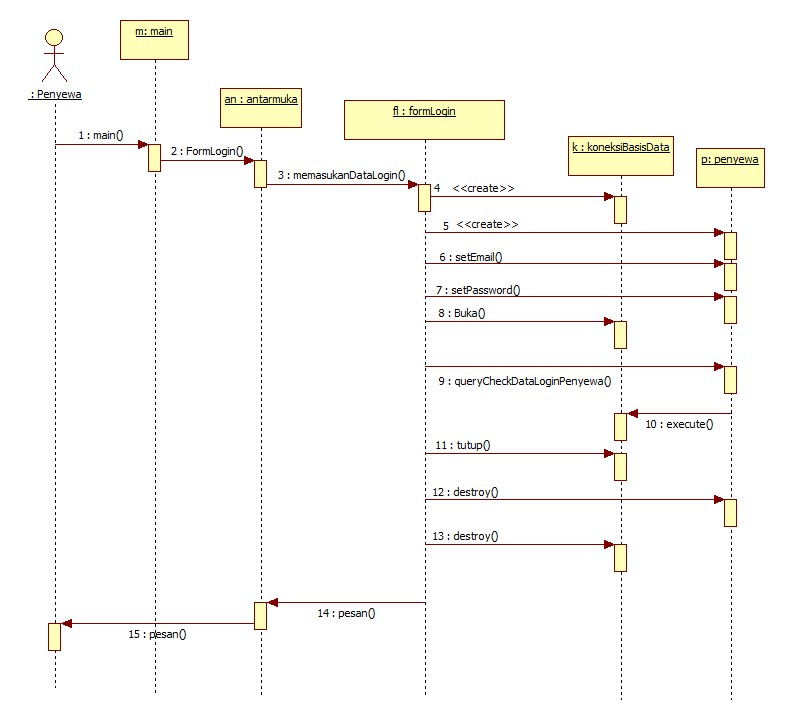 m: main
: Penyewa
an : antarmuka
fl : formLogin
k : koneksiBasisData
p: penyewa
1 : main()
2 : FormLogin()
3 : memasukanDataLogin()
4 <<create>>
5 <<create>>
6 : setEmail()
7 : setPassword()
8 : Buka()
9 : queryCheckDataLoginPenyewa()
10 : execute()
11 : tutup()
12 : destroy()
13 : destroy()
14 : pesan()
15 : pesan()